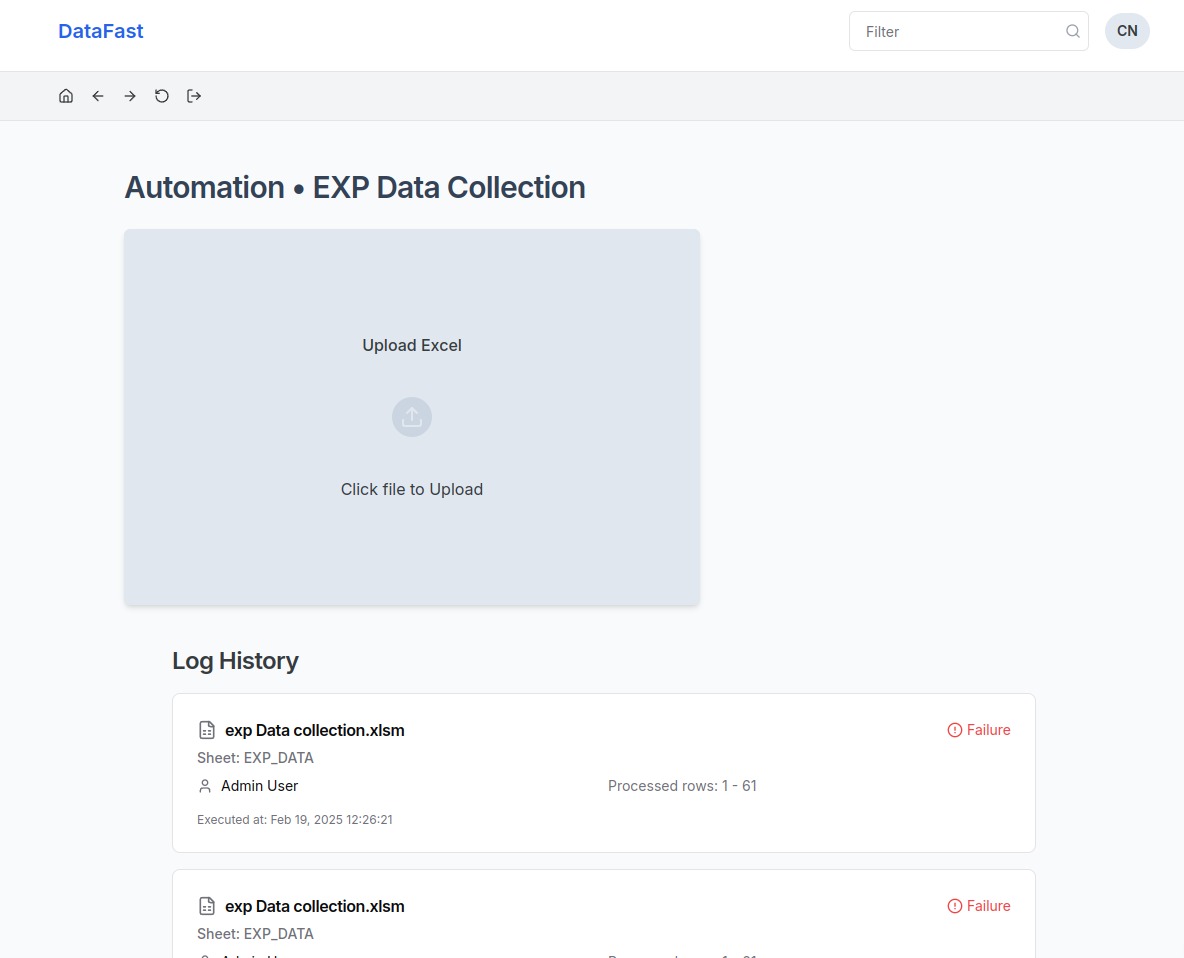 DataFast
Filter
CN
Automation • EXP Data Collection
Upload Excel
Click file to Upload
Log History
exp Data collection.xlsm
Failure
Sheet: EXP_DATA
Admin User
Processed rows: 1 - 61
Executed at: Feb 19, 2025 12:26:21
exp Data collection.xlsm
Failure
Sheet: EXP_DATA